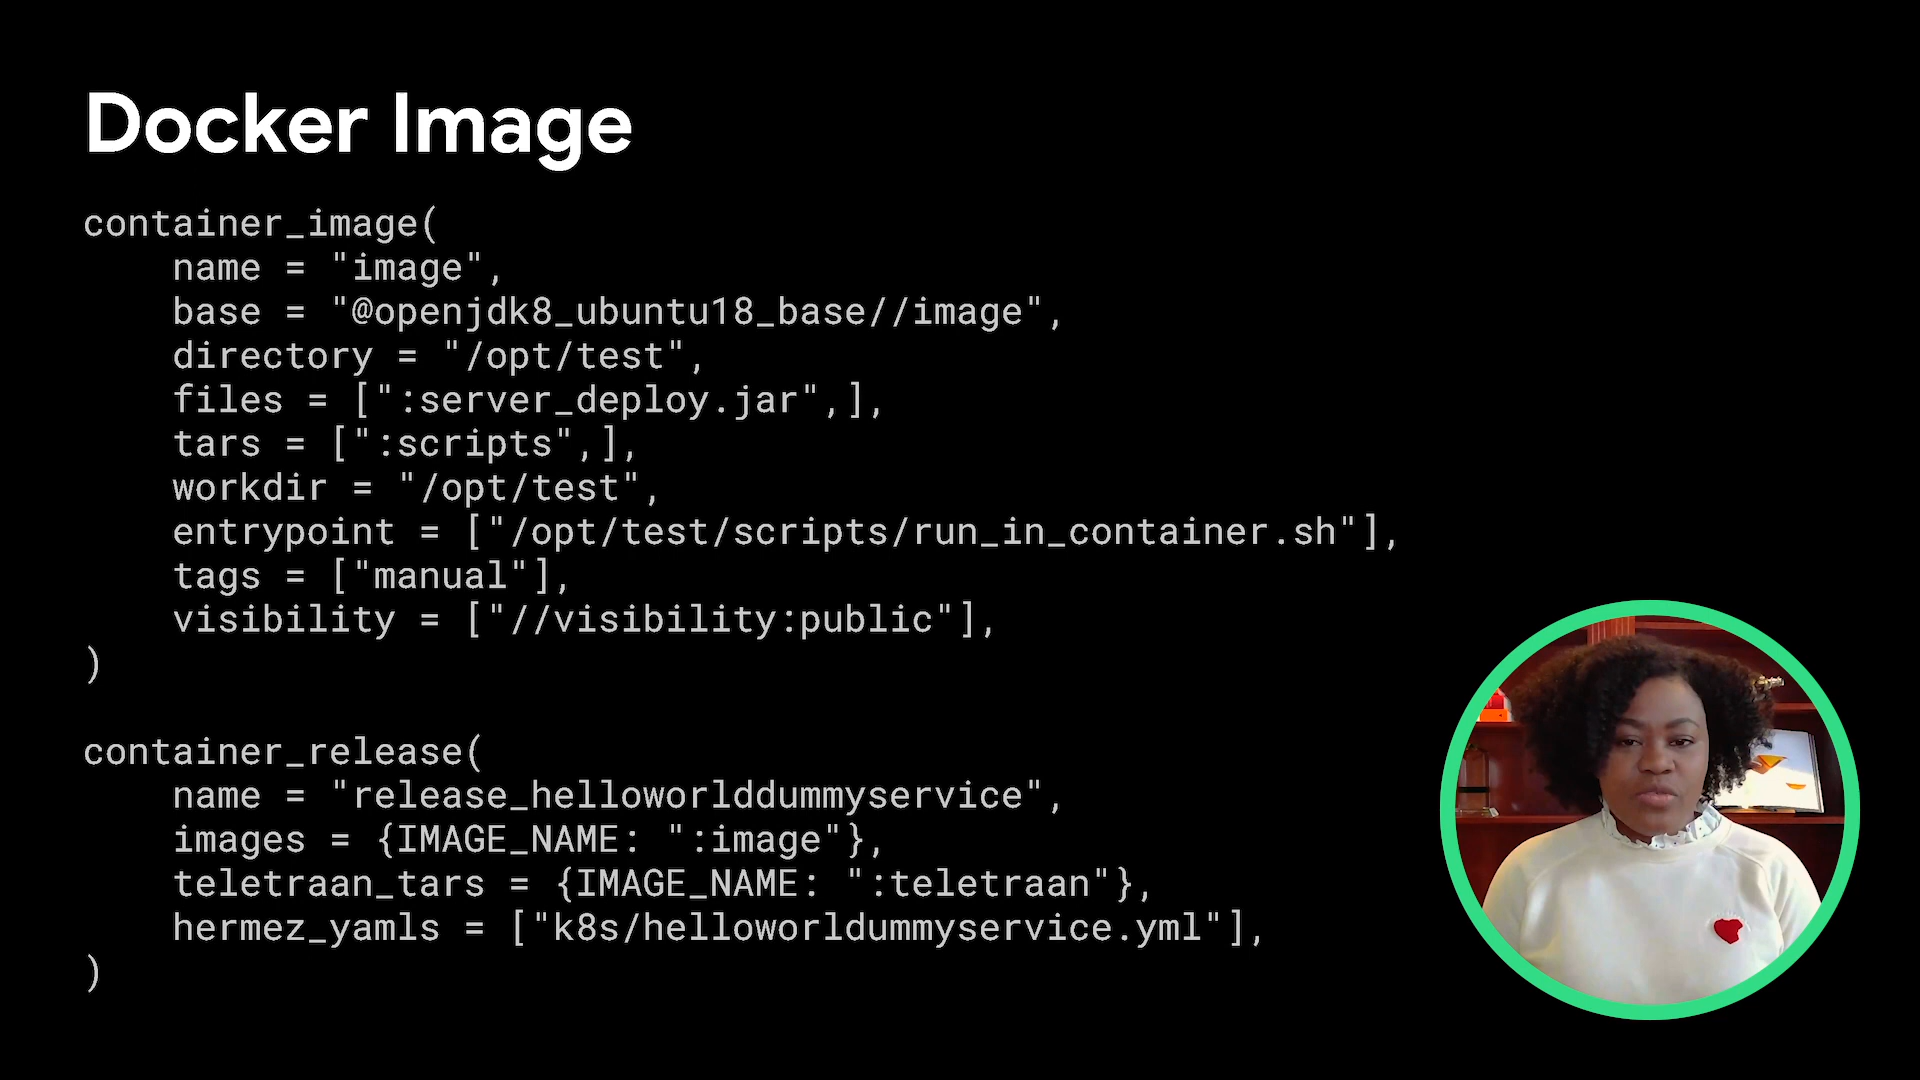 Docker Image
container_image(
    name = "image",
    base = "@openjdk8_ubuntu18_base//image",
    directory = "/opt/test",
    files = [":server_deploy.jar",],
    tars = [":scripts",],
    workdir = "/opt/test",
    entrypoint = ["/opt/test/scripts/run_in_container.sh"],
    tags = ["manual"],
    visibility = ["//visibility:public"],
)
container_release(
    name = "release_helloworlddummyservice",
    images = {IMAGE_NAME: ":image"},
    teletraan_tars = {IMAGE_NAME: ":teletraan"},
    hermez_yamls = ["k8s/helloworldummyservice.yml"],
)